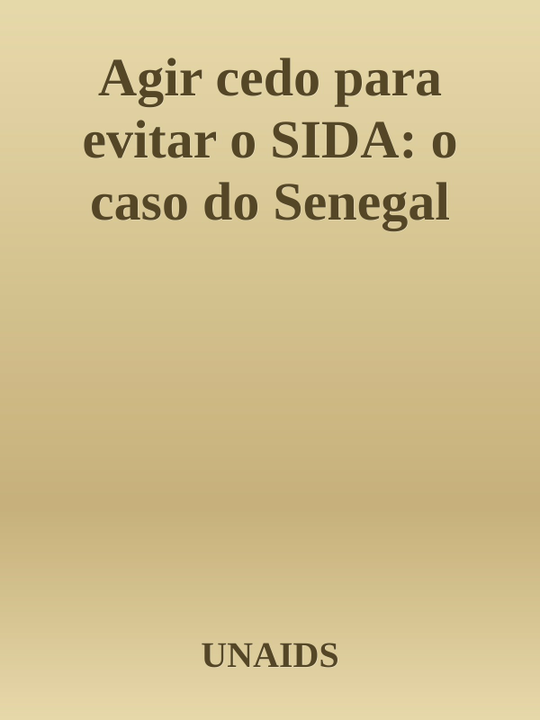 Agir cedo para
evitar o SIDA: o
caso do Senegal
UNAIDS